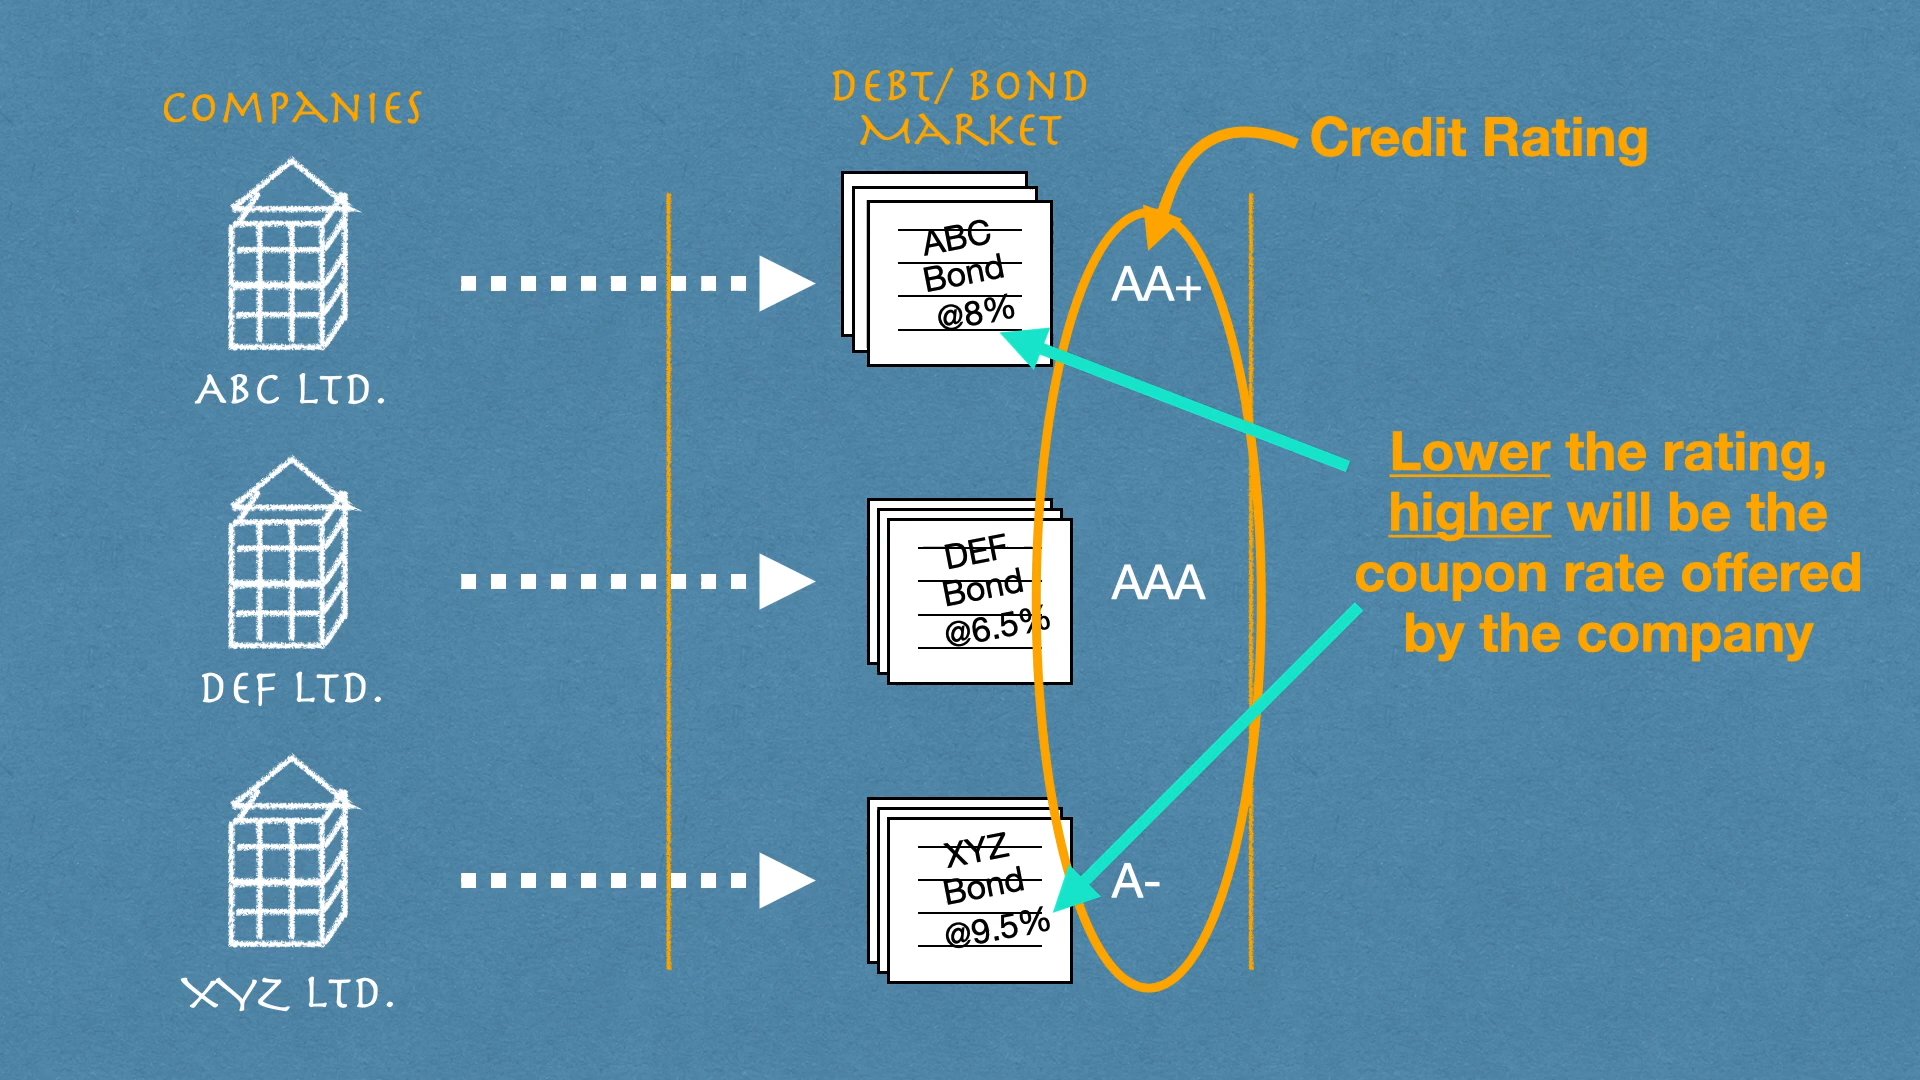 COMPANIES
DEBT/ BOND
MARKET
Credit Rating
ABC
Bond
@8%
AA+
ABC LTD.
Lower the rating,
higher will be the
coupon rate offered
by the company
DEF
Bond
@6.5%
AAA
DEF LTD.
XYZ
Bond
@9.5%
A-
XYZ LTD.